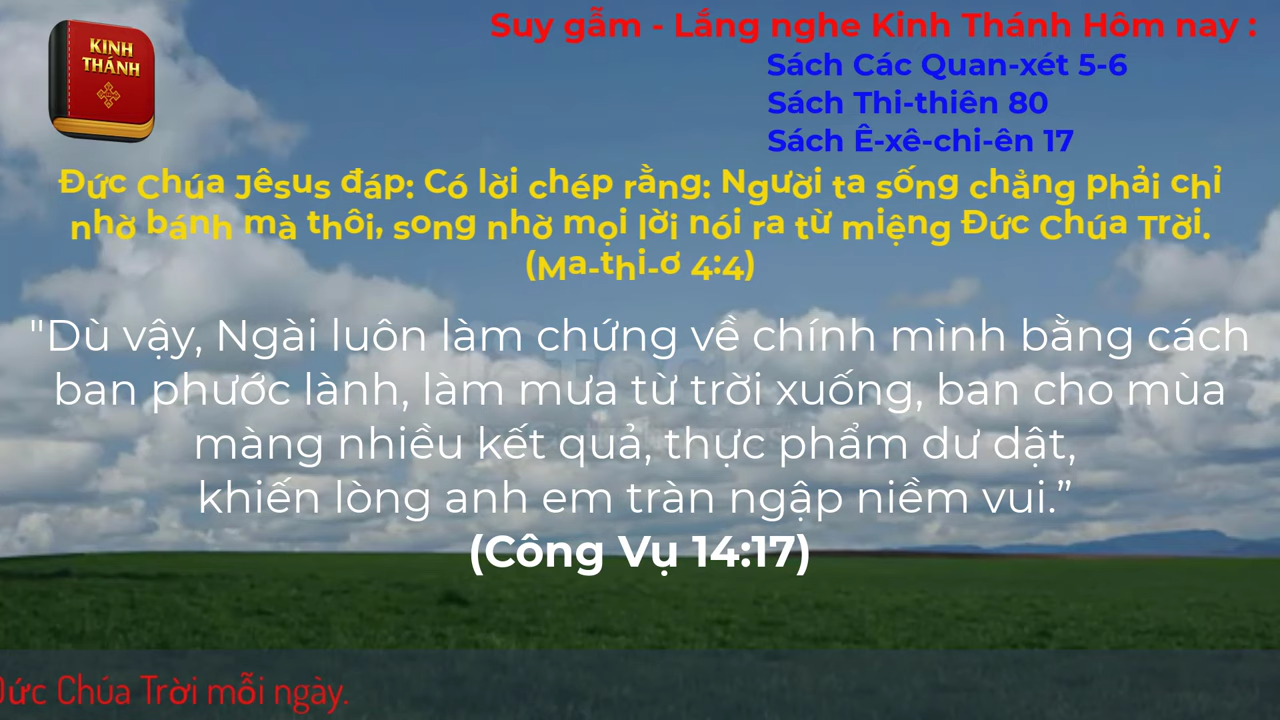 KINH
THÁNH
Suy gẫm - Lắng nghe Kinh Thánh Hôm nay :
Sách Các Quan-xét 5-6
Sách Thi-thiên 80
Sách Ê-xê-chi-ên 17
Đức Chúa Jêsus đáp: Có lời chép rằng: Người ta sống chẳng phải chỉ
nhờ bánh mà thôi, song nhờ mọi lời nói ra từ miệng Đức Chúa Trời.
(Ma-thi-ơ 4:4)
"Dù vậy, Ngài luôn làm chứng về chính mình bằng cách
ban phước lành, làm mưa từ trời xuống, ban cho mùa
màng nhiều kết quả, thực phẩm dư dật,
khiến lòng anh em tràn ngập niềm vui.”
(Công Vụ 14:17)
Đức Chúa Trời mỗi ngày.